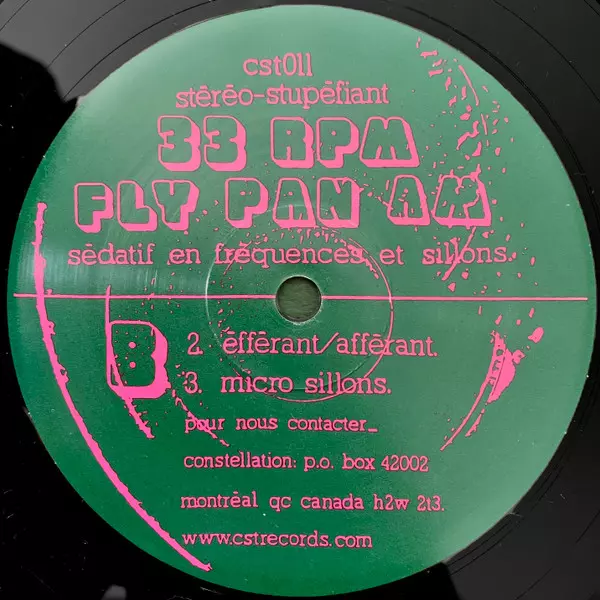 cst011
stéréo-stupéfiant
33 RPM
FLY PAN AM
sédatif en fréquences et sillons.
B
2. éfférant/afférant.
3. micro sillons.
pour nous contacter_
constellation: p.o. box 42002
montréal qc canada h2w 2t3.
www.cstrecords.com